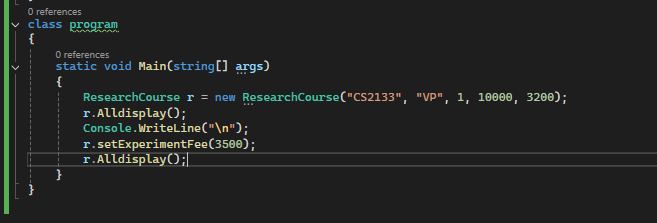 0 references
class program
{
0 references
static void Main(string[] args)
{
ResearchCourse r = new ResearchCourse("CS2133", "VP", 1, 10000, 3200);
r.Alldisplay();
Console.WriteLine("\n");
r.setExperimentFee(3500);
r.Alldisplay();
}
}